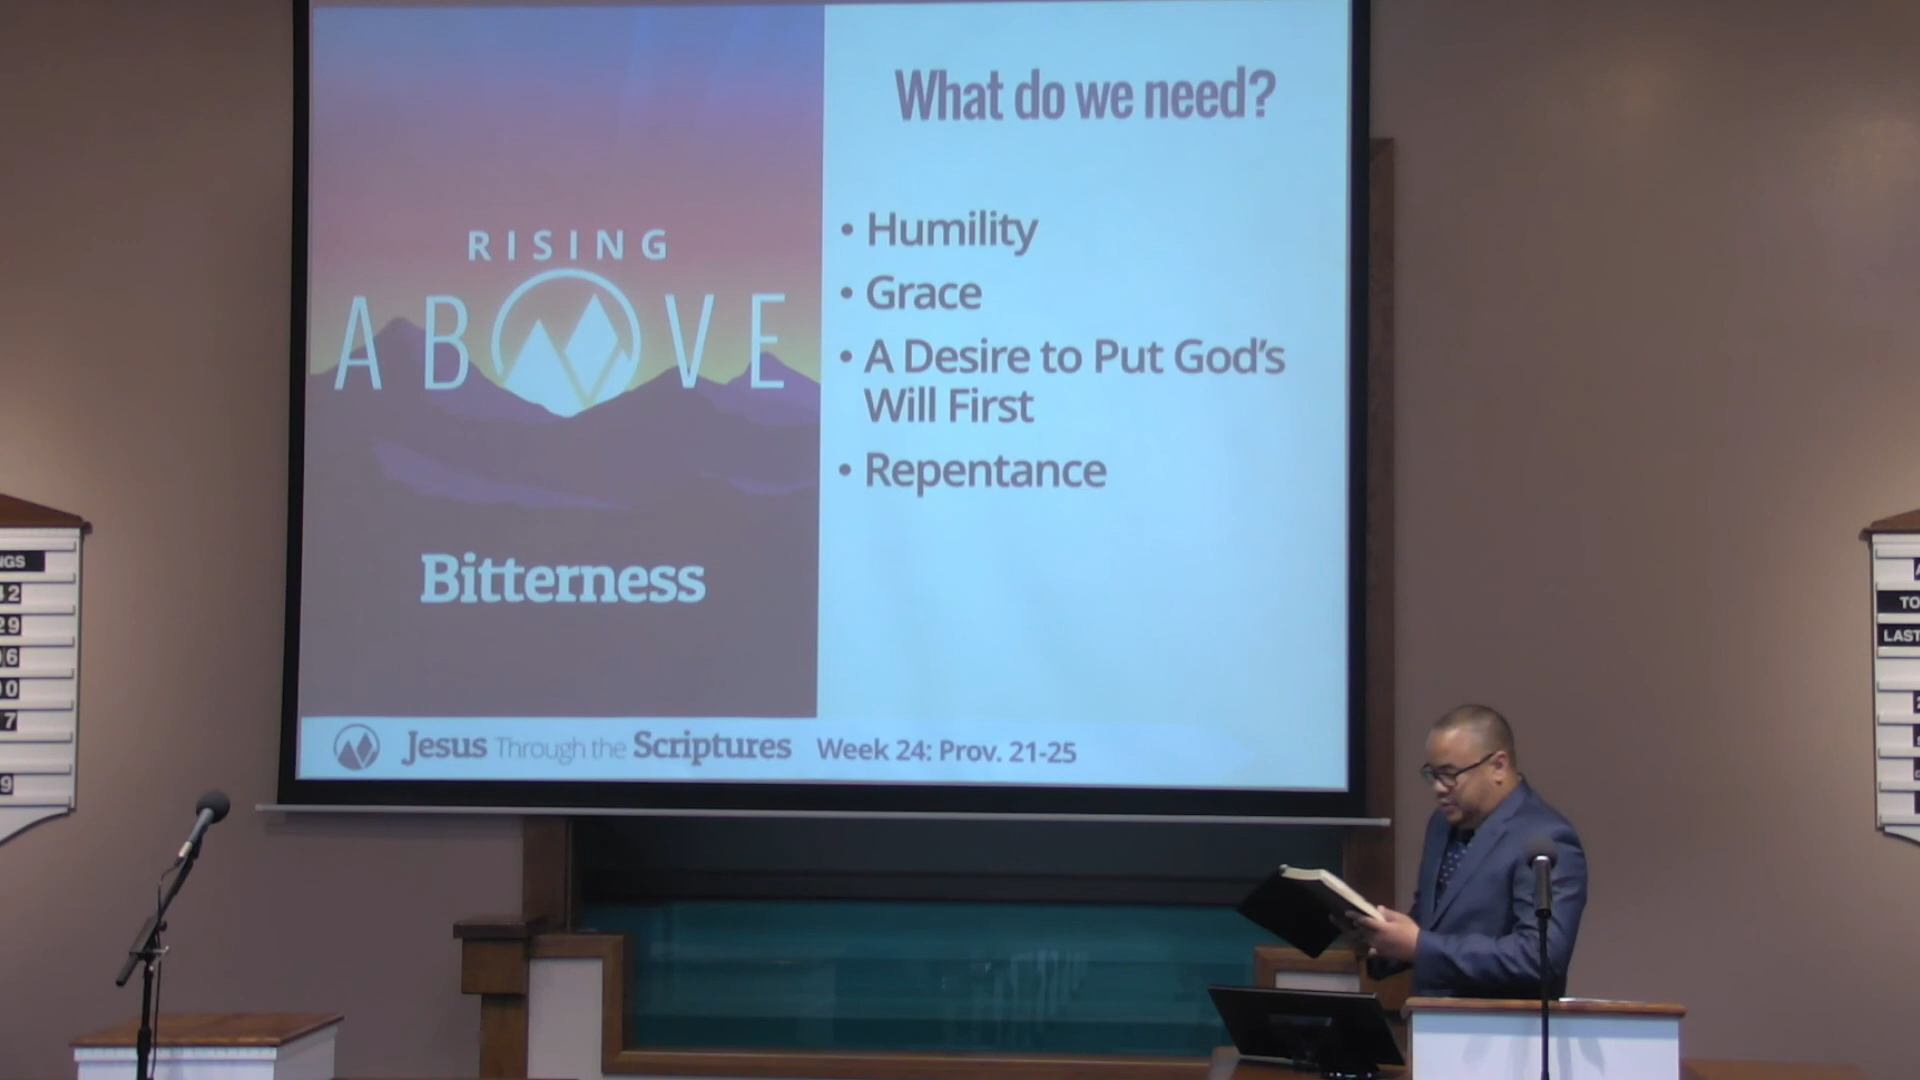 What do we need?
RISING
ABOVE
Bitterness
• Humility
• Grace
• A Desire to Put God's
Will First
• Repentance
Jesus Through the Scriptures Week 24: Prov. 21-25
TO
LAST